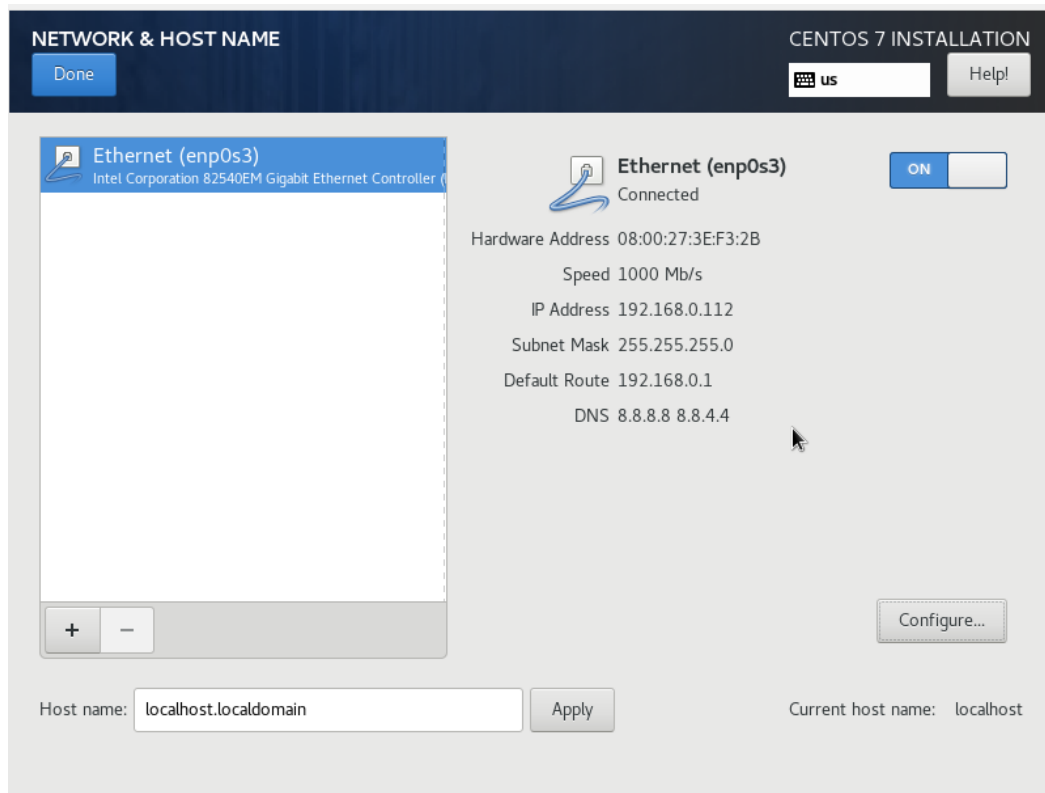 NETWORK & HOST NAME
CENTOS 7 INSTALLATION
Done
us
Help!
Ethernet (enp0s3)
Intel Corporation 82540EM Gigabit Ethernet Controller (
Ethernet (enp0s3)
Connected
ON
Hardware Address 08:00:27:3E:F3:2B
Speed 1000 Mb/s
IP Address 192.168.0.112
Subnet Mask 255.255.255.0
Default Route 192.168.0.1
DNS 8.8.8.8 8.8.4.4
+ −
Configure...
Host name: localhost.localdomain Apply Current host name: localhost